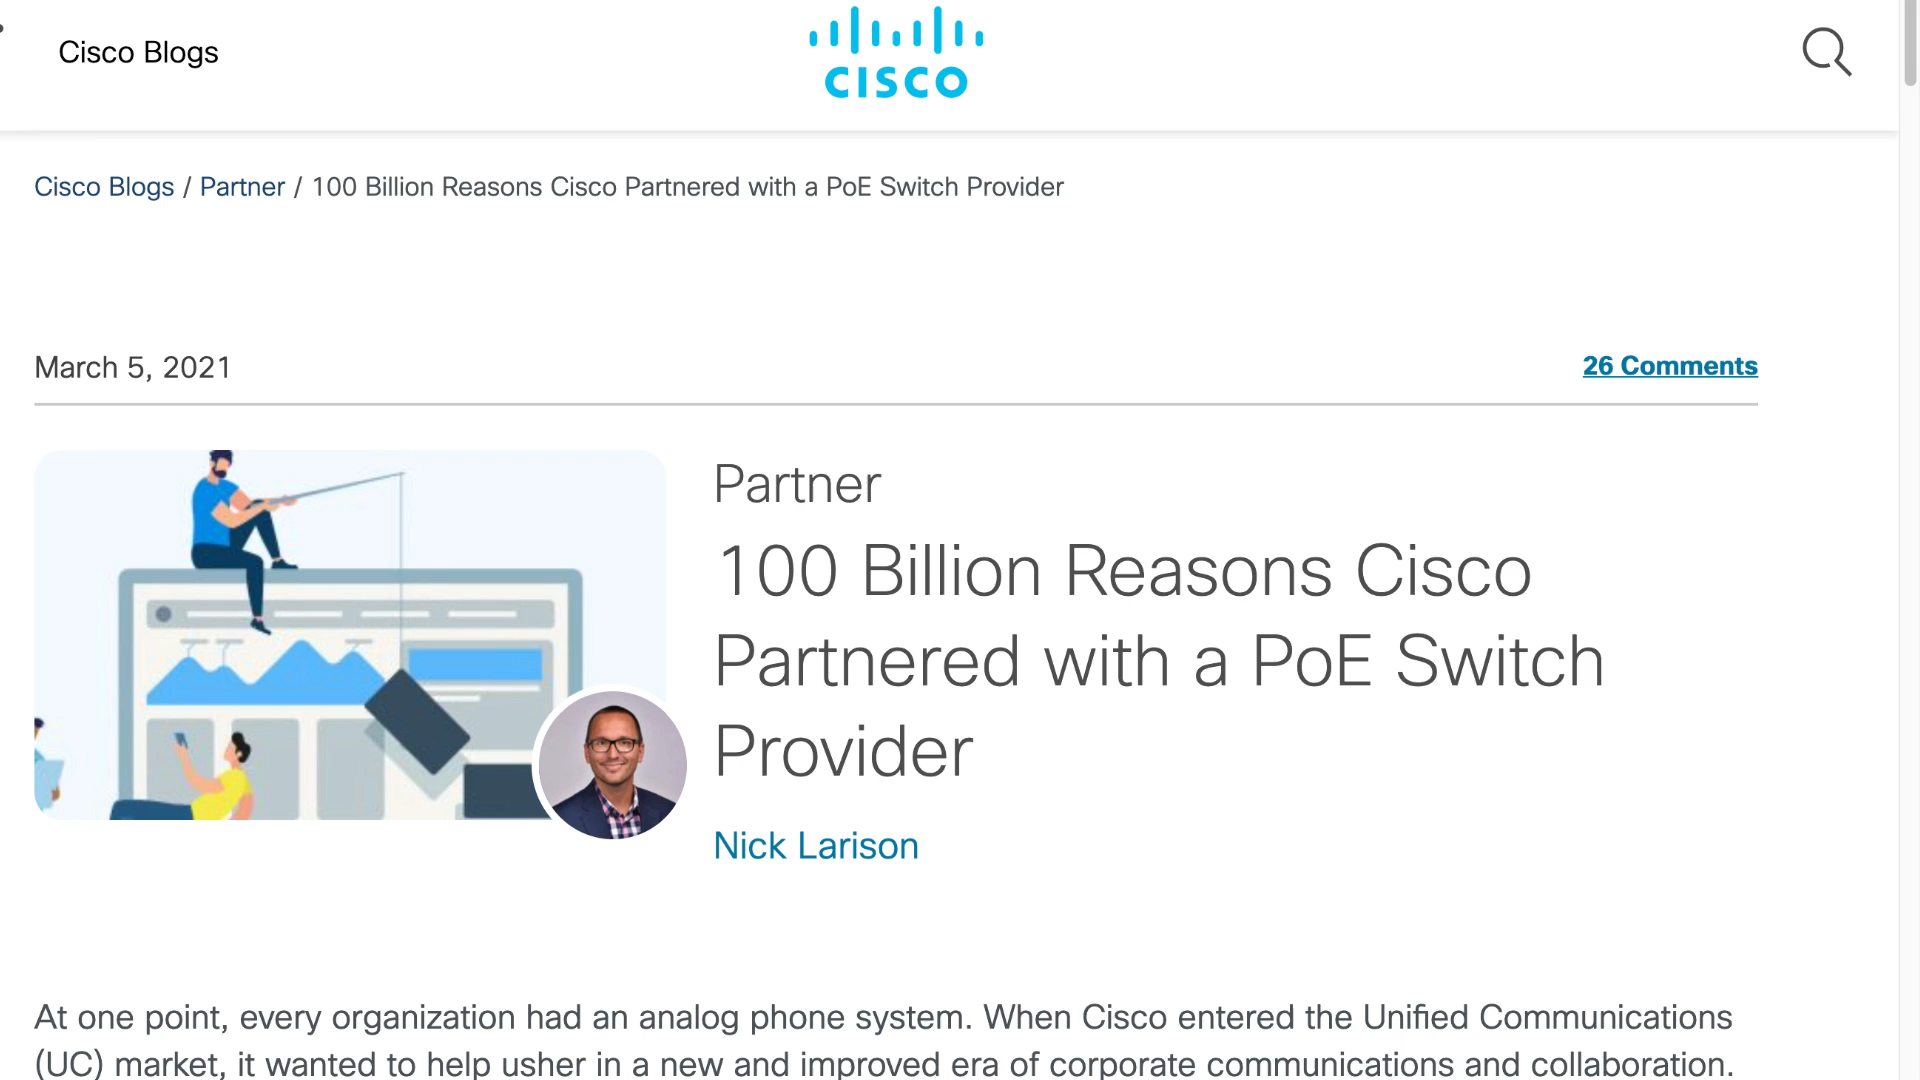 Cisco Blogs
CISCO
Cisco Blogs / Partner / 100 Billion Reasons Cisco Partnered with a PoE Switch Provider
March 5, 2021
26 Comments
Partner
100 Billion Reasons Cisco
Partnered with a PoE Switch
Provider
Nick Larison
At one point, every organization had an analog phone system. When Cisco entered the Unified Communications
(UC) market, it wanted to help usher in a new and improved era of corporate communications and collaboration.